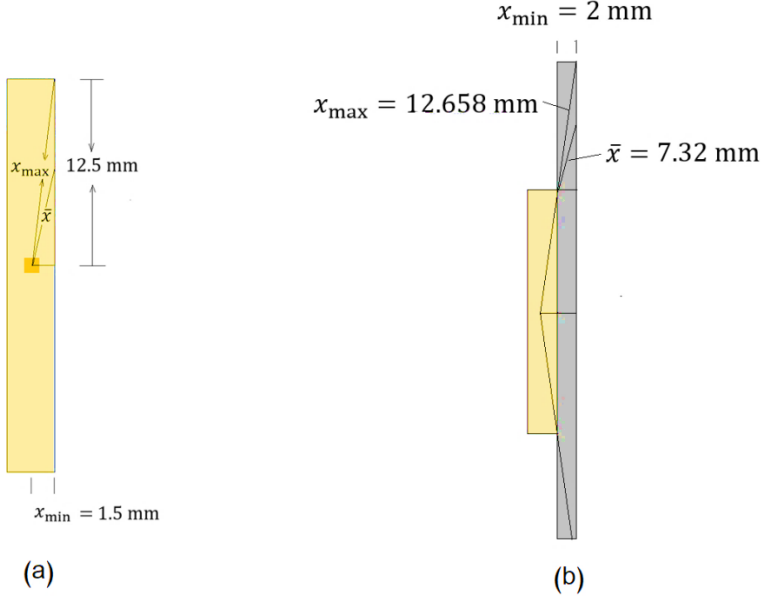 x_min = 2 mm
x_max = 12.658 mm
x_max 12.5 mm
x̄ = 7.32 mm
x̄
x_min = 1.5 mm
(a)
(b)